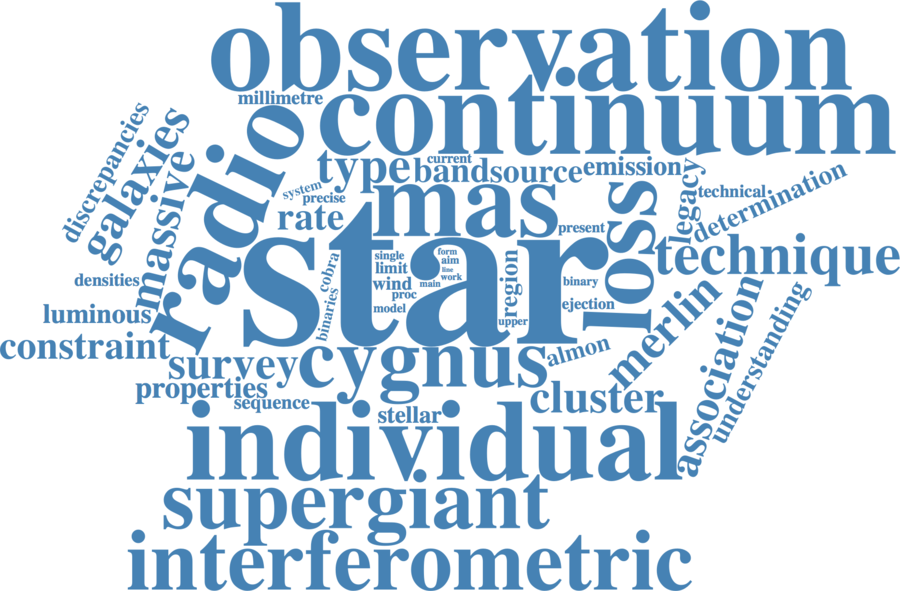 observation
millimetre
continuum
discrepancies
galaxies
massive
radio
type
current
band
source
emission
system
precise
rate
mas
present
loss
legacy
technical
determination
technique
densities
luminous
constraint
star
single
limit
wind
proc
model
form
aim
line
work
main
cobra
binaries
region
upper
binary
ejection
survey
properties
sequence
cygnus
almon
merlin
association
understanding
stellar
cluster
individual
supergiant
interferometric